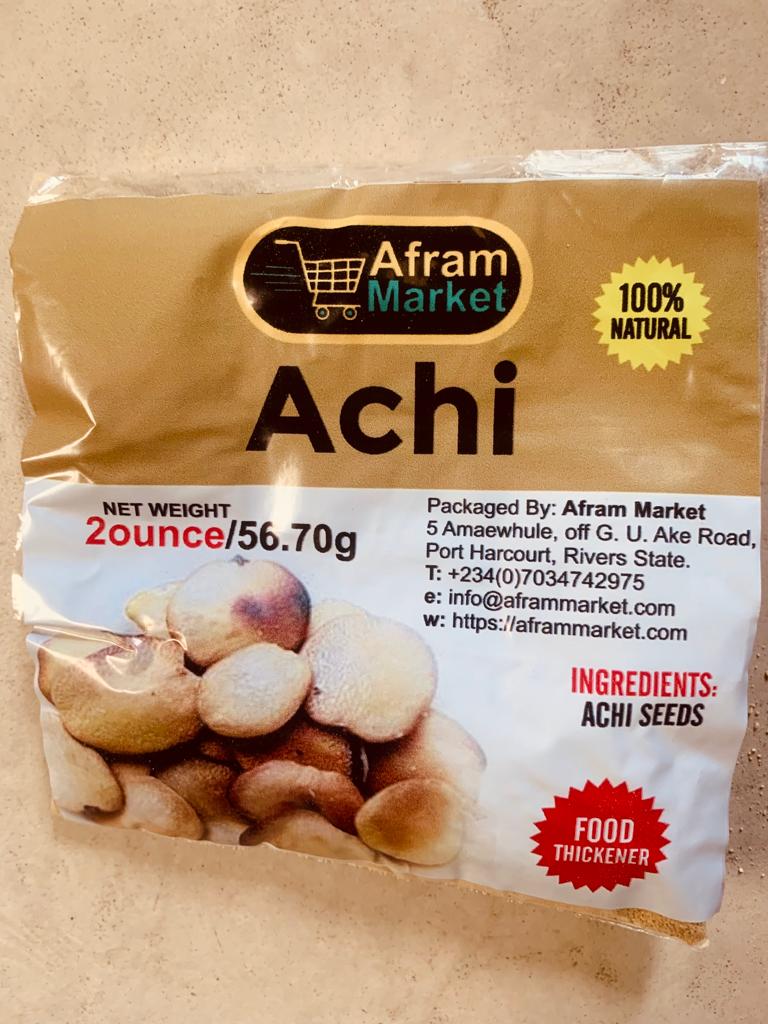 Afram
Market
100%
NATURAL
Achi
NET WEIGHT
2ounce/56.70g
Packaged By: Afram Market
5 Amaewhule, off G. U. Ake Road,
Port Harcourt, Rivers State.
T: +234(0)7034742975
e: info@aframmarket.com
w: https://aframmarket.com
INGREDIENTS:
ACHI SEEDS
FOOD
THICKENER